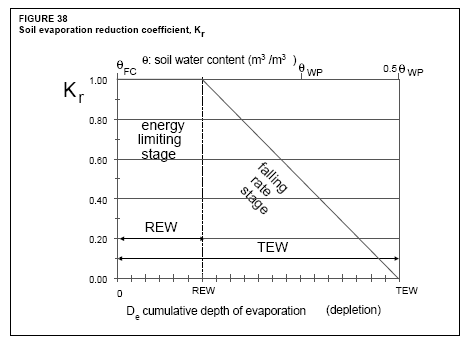 FIGURE 38
Soil evaporation reduction coefficient, Kr
θFC θ: soil water content (m³ /m³ ) θWP 0.5θWP
Kr
1.00
0.80
0.60
0.40
0.20
0.00
energy
limiting
stage
falling
rate
stage
REW
TEW
0 REW TEW
De cumulative depth of evaporation (depletion)